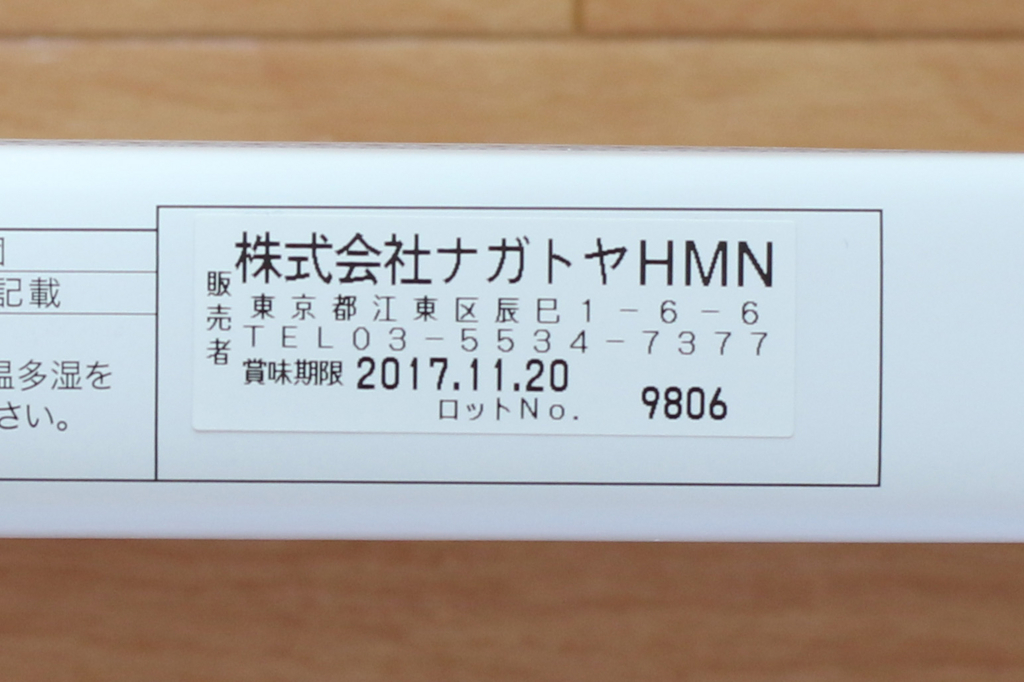 記載
温多湿を
さい。
販売者
株式会社ナガトヤHMN
東京都江東区辰巳1-6-6
TEL03-5534-7377
賞味期限 2017.11.20
ロットNo. 9806